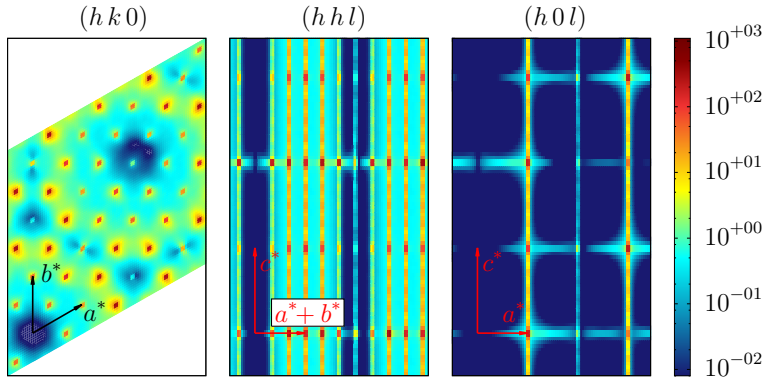 (h k 0) (h h l) (h 0 l)
10^{+03}
10^{+02}
10^{+01}
10^{+00}
10^{-01}
10^{-02}
b^*
a^*
c^*
a^* + b^*
c^*
a^*